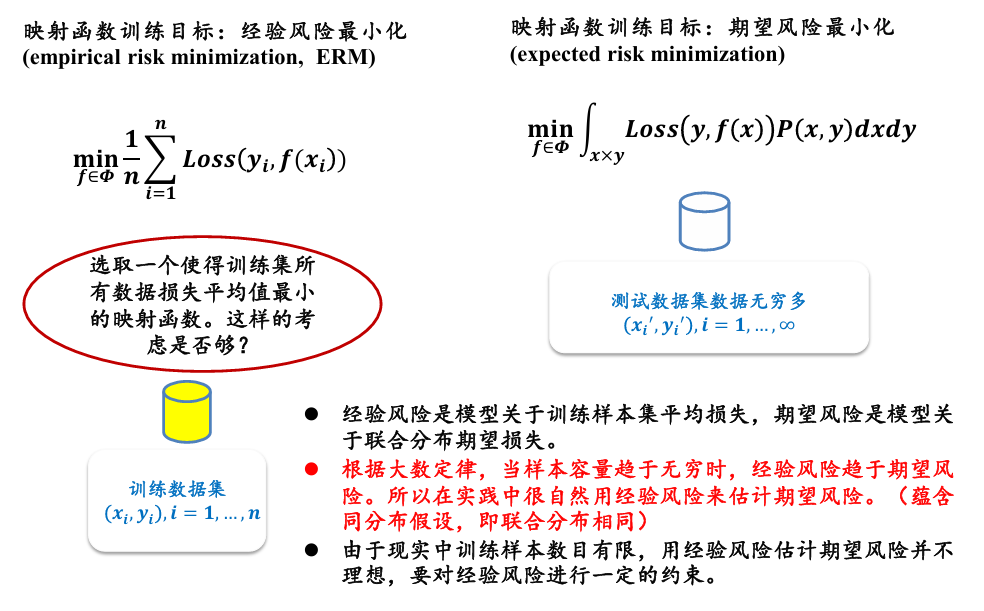 映射函数训练目标：经验风险最小化
(empirical risk minimization, ERM)
$\min_{f \in \Phi} \frac{1}{n} \sum_{i=1}^{n} Loss(y_i, f(x_i))$
选取一个使得训练集所
有数据损失平均值最小
的映射函数。这样的考
虑是否够？
训练数据集
$(x_i, y_i), i = 1, \ldots, n$
映射函数训练目标：期望风险最小化
(expected risk minimization)
$\min_{f \in \Phi} \int_{x \times y} Loss(y, f(x)) P(x, y) dxdy$
测试数据集数据无穷多
$(x_i', y_i'), i = 1, \ldots, \infty$
● 经验风险是模型关于训练样本集平均损失，期望风险是模型关
于联合分布期望损失。
● 根据大数定律，当样本容量趋于无穷时，经验风险趋于期望风
险。所以在实践中很自然用经验风险来估计期望风险。（蕴含
同分布假设，即联合分布相同）
● 由于现实中训练样本数目有限，用经验风险估计期望风险并不
理想，要对经验风险进行一定的约束。